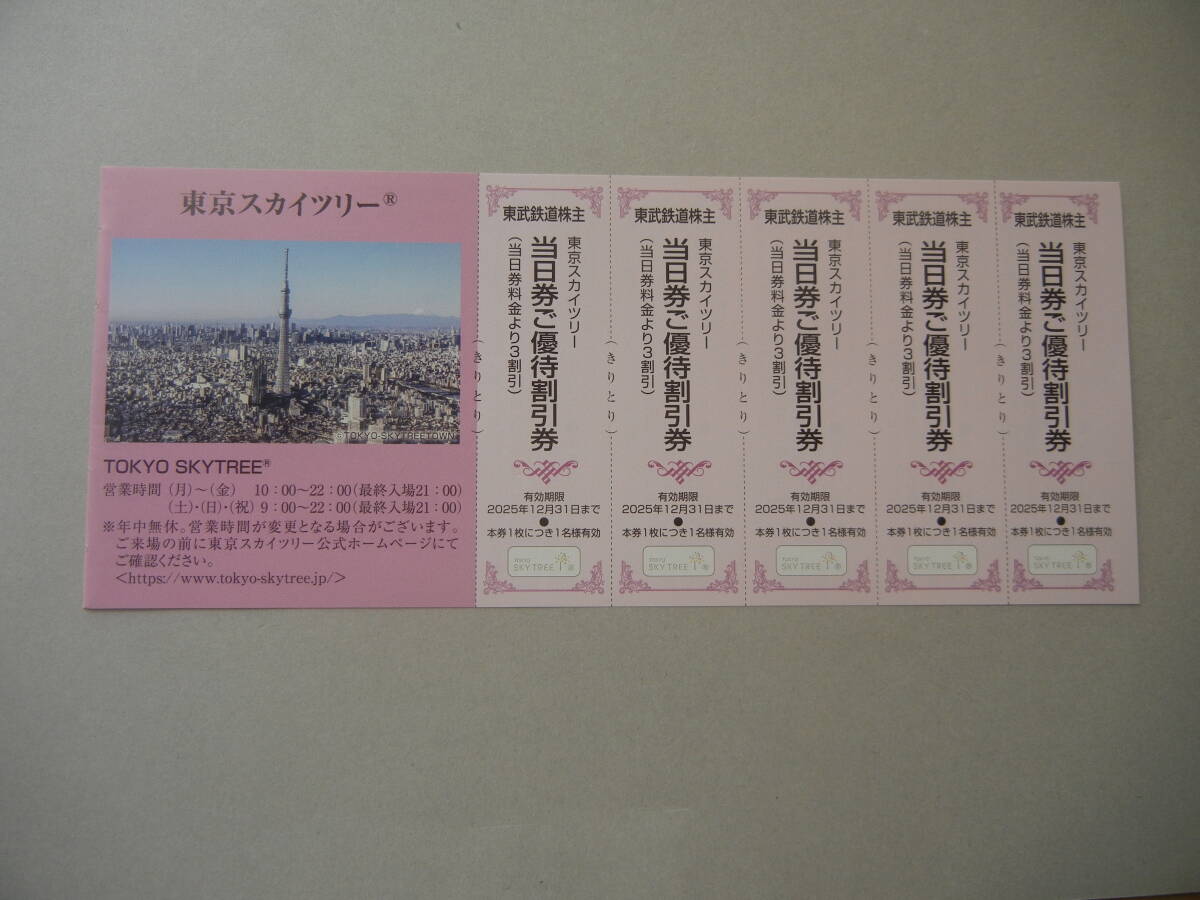 東京スカイツリー®
©TOKYO-SKYTREETOWN
TOKYO SKYTREE®
営業時間 (月)～(金) 10：00～22：00(最終入場21：00)
(土)・(日)・(祝) 9：00～22：00(最終入場21：00)
※年中無休。営業時間が変更となる場合がございます。
ご来場の前に東京スカイツリー公式ホームページにて
ご確認ください。
<https://www.tokyo-skytree.jp/>
(きりとり)
東武鉄道株主
東京スカイツリー
当日券ご優待割引券
(当日券料金より3割引)
有効期限
2025年12月31日まで
本券1枚につき1名様有効
TOKYO
SKYTREE®
(きりとり)
東武鉄道株主
東京スカイツリー
当日券ご優待割引券
(当日券料金より3割引)
有効期限
2025年12月31日まで
本券1枚につき1名様有効
TOKYO
SKYTREE®
(きりとり)
東武鉄道株主
東京スカイツリー
当日券ご優待割引券
(当日券料金より3割引)
有効期限
2025年12月31日まで
本券1枚につき1名様有効
TOKYO
SKYTREE®
(きりとり)
東武鉄道株主
東京スカイツリー
当日券ご優待割引券
(当日券料金より3割引)
有効期限
2025年12月31日まで
本券1枚につき1名様有効
TOKYO
SKYTREE®
(きりとり)
東武鉄道株主
東京スカイツリー
当日券ご優待割引券
(当日券料金より3割引)
有効期限
2025年12月31日まで
本券1枚につき1名様有効
TOKYO
SKYTREE®